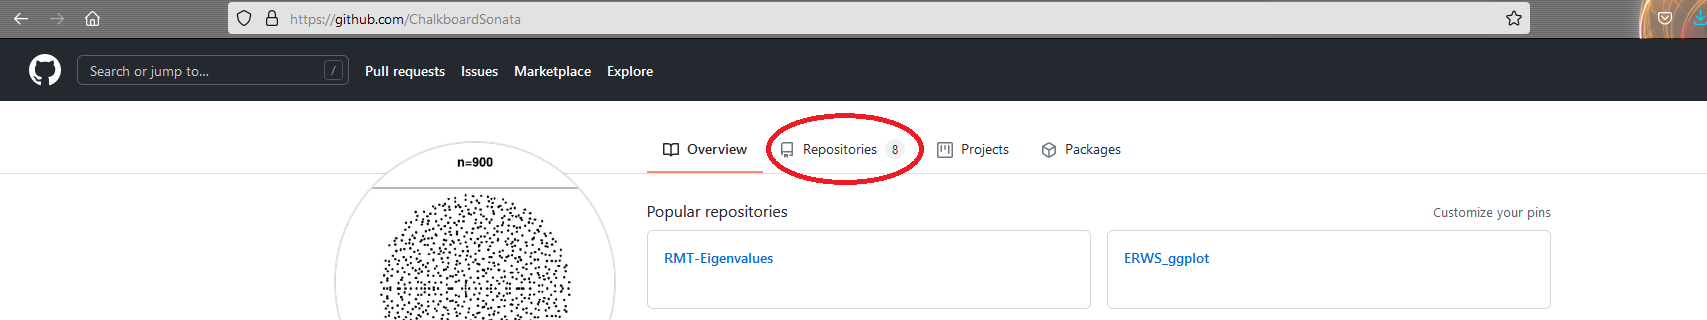 https://github.com/ChalkboardSonata
Search or jump to... /
Pull requests Issues Marketplace Explore
Overview Repositories 8 Projects Packages
n=900
Popular repositories Customize your pins
RMT-Eigenvalues ERWS_ggplot